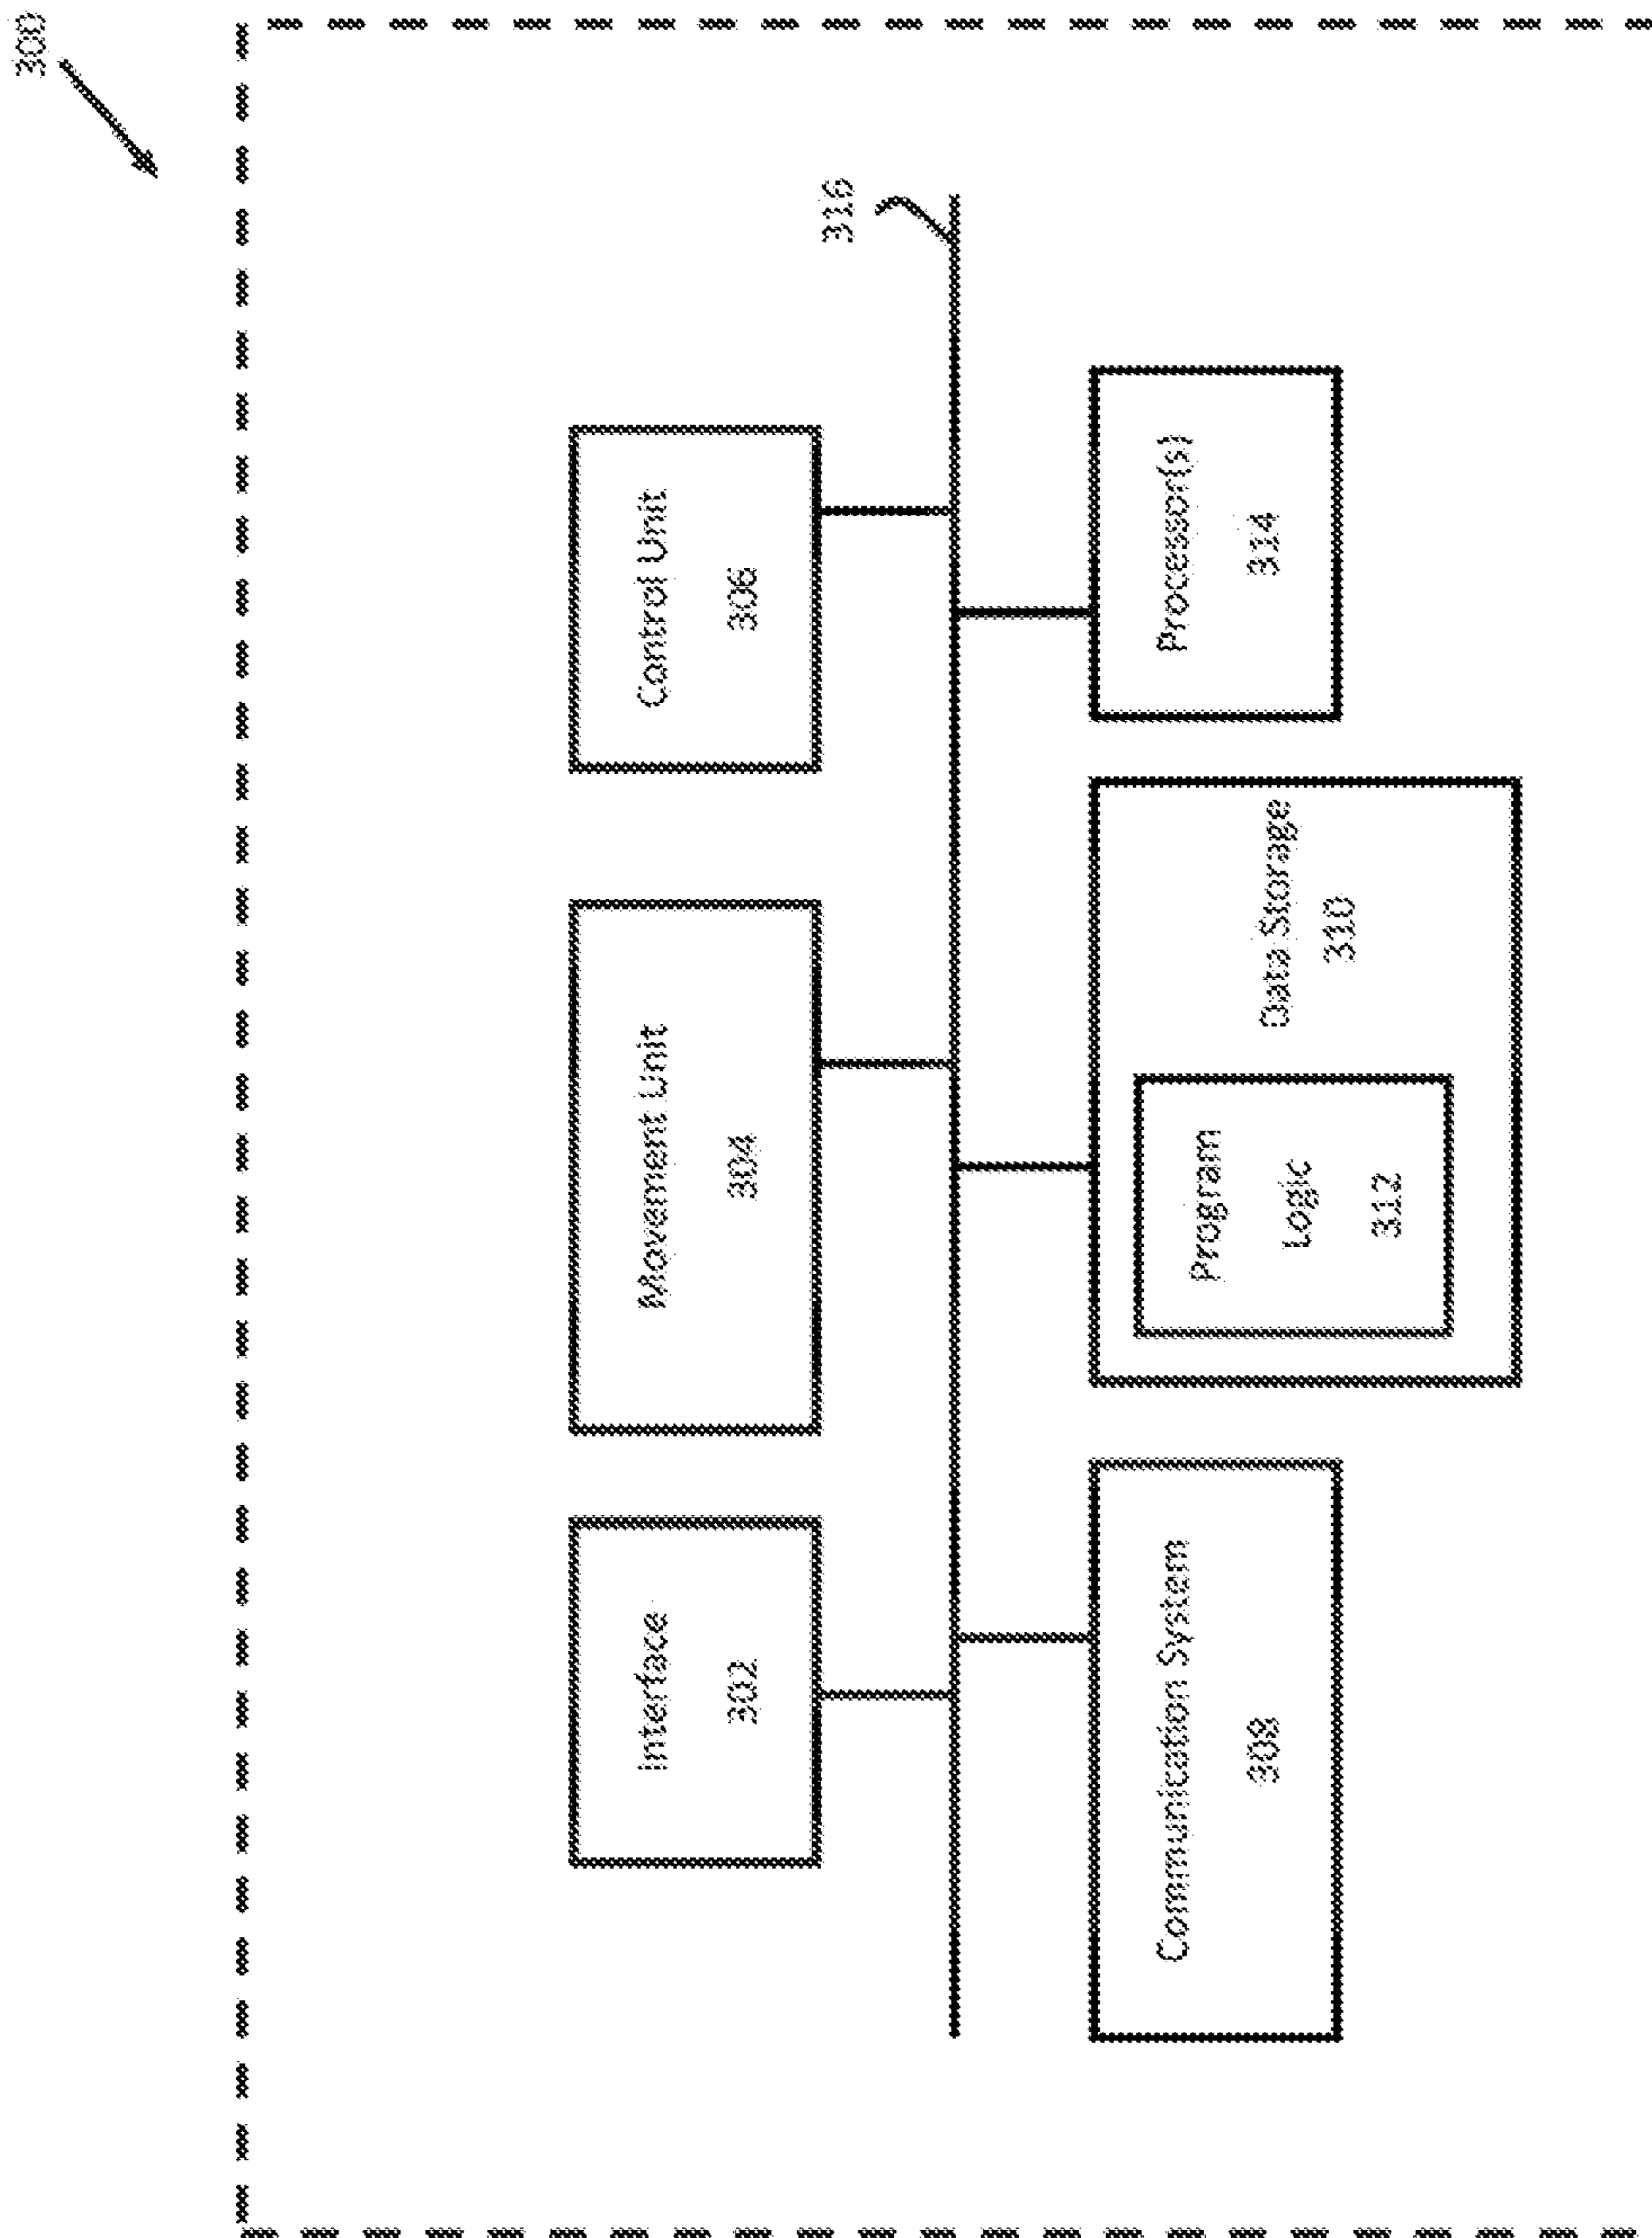 300
Interface
302
Movement Unit
304
Control Unit
306
316
Communication System
308
Program
Logic
312
Data Storage
310
Processor(s)
314